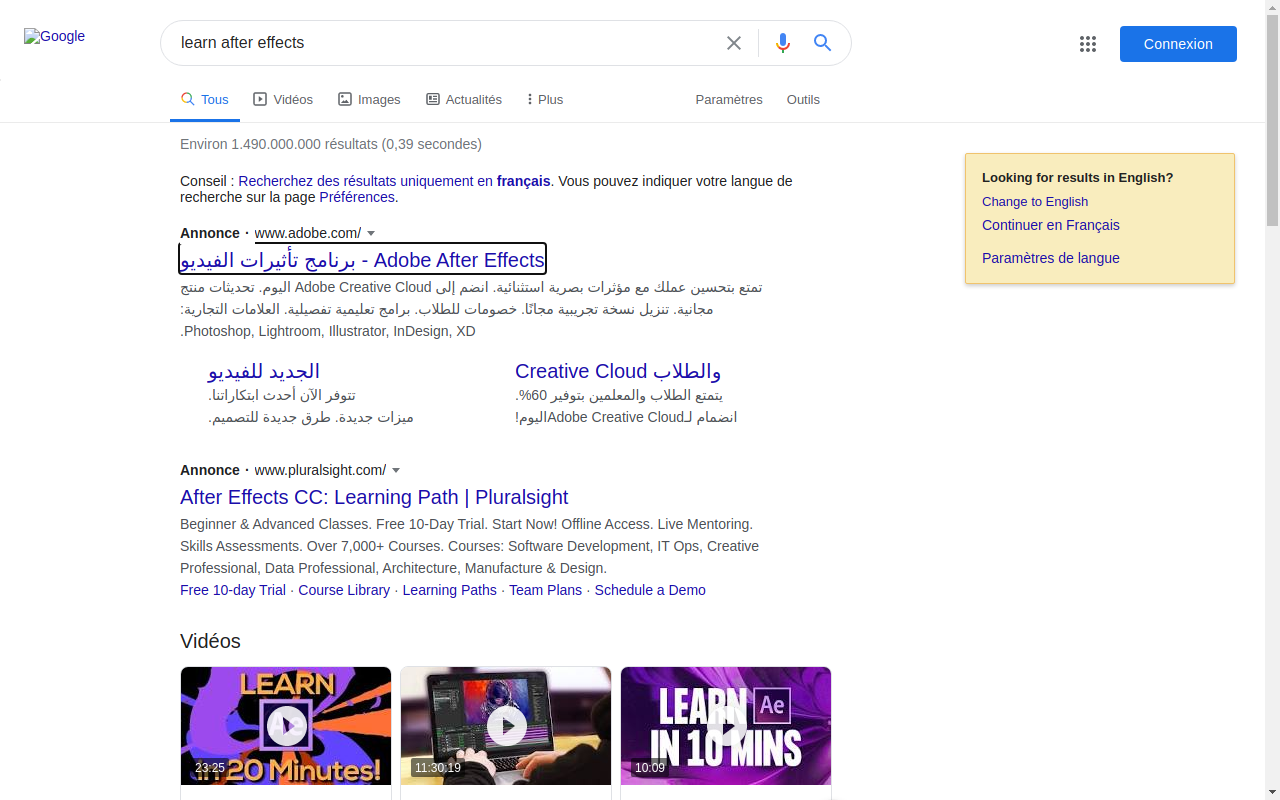 Google
learn after effects
Connexion
Tous
Vidéos
Images
Actualités
Plus
Paramètres
Outils
Environ 1.490.000.000 résultats (0,39 secondes)
Conseil : Recherchez des résultats uniquement en français. Vous pouvez indiquer votre langue de
recherche sur la page Préférences.
Looking for results in English?
Change to English
Continuer en Français
Paramètres de langue
Annonce · www.adobe.com/
برنامج تأثيرات الفيديو - Adobe After Effects
تمتع بتحسين عملك مع مؤثرات بصرية استثنائية. انضم إلى Adobe Creative Cloud اليوم. تحديثات منتج
مجانية. تنزيل نسخة تجريبية مجانًا. خصومات للطلاب. برامج تعليمية تفصيلية. العلامات التجارية:
Photoshop, Lightroom, Illustrator, InDesign, XD.
الجديد للفيديو
تتوفر الآن أحدث ابتكاراتنا.
ميزات جديدة. طرق جديدة للتصميم.
Creative Cloud والطلاب
يتمتع الطلاب والمعلمين بتوفير 60%.
انضمام لـAdobe Creative Cloudاليوم!
Annonce · www.pluralsight.com/
After Effects CC: Learning Path | Pluralsight
Beginner & Advanced Classes. Free 10-Day Trial. Start Now! Offline Access. Live Mentoring.
Skills Assessments. Over 7,000+ Courses. Courses: Software Development, IT Ops, Creative
Professional, Data Professional, Architecture, Manufacture & Design.
Free 10-day Trial · Course Library · Learning Paths · Team Plans · Schedule a Demo
Vidéos
LEARN
in 20 Minutes!
23:25
11:30:19
LEARN Ae
IN 10 MINS
10:09